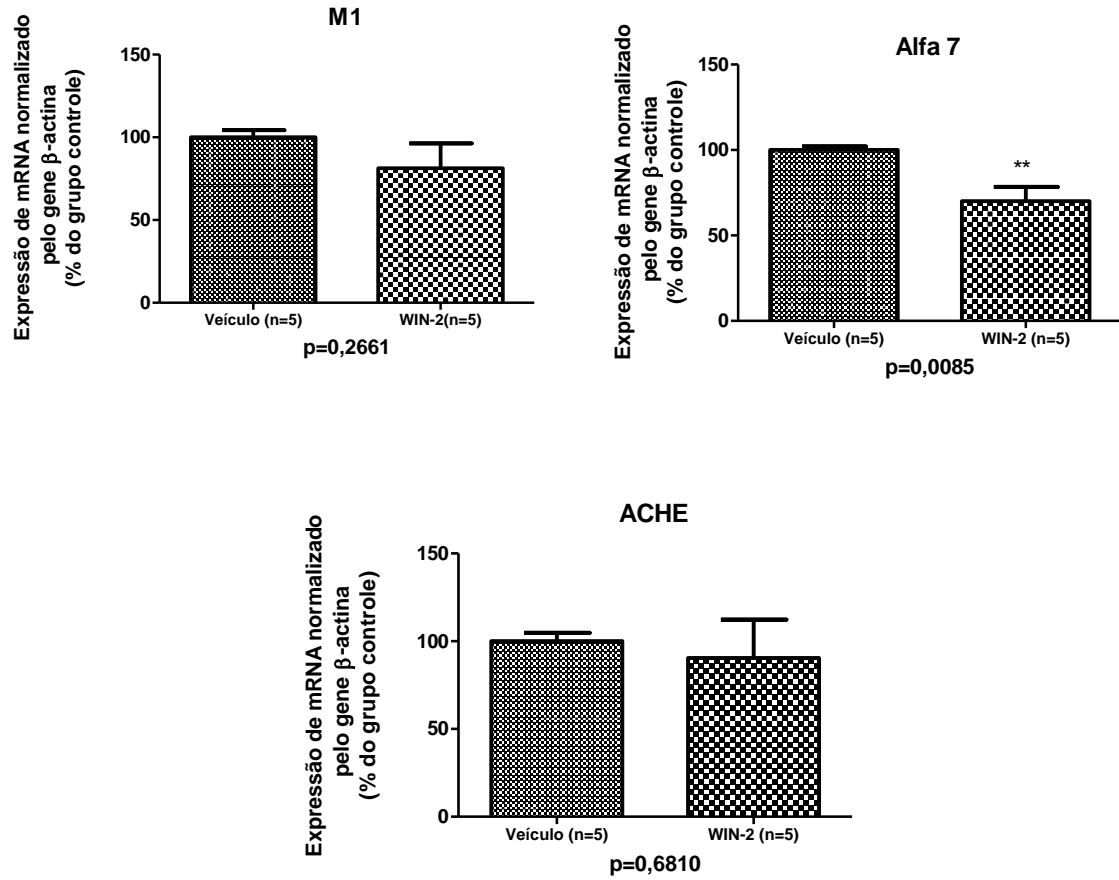 M1
Expressão de mRNA normalizado
pelo gene β-actina
(% do grupo controle)
150
100
50
0
Veículo (n=5)
WIN-2(n=5)
p=0,2661
Alfa 7
Expressão de mRNA normalizado
pelo gene β-actina
(% do grupo controle)
150
100
50
0
**
Veículo (n=5)
WIN-2 (n=5)
p=0,0085
ACHE
Expressão de mRNA normalizado
pelo gene β-actina
(% do grupo controle)
150
100
50
0
Veículo (n=5)
WIN-2 (n=5)
p=0,6810